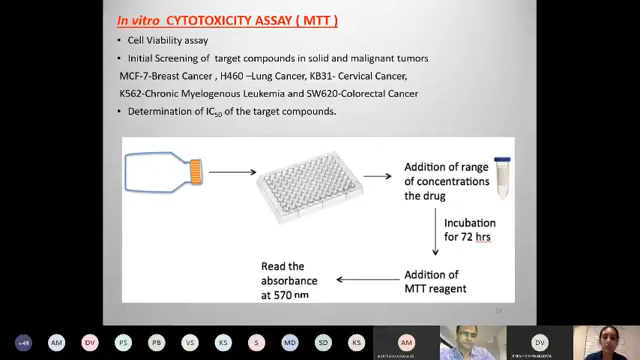 In vitro CYTOTOXICITY ASSAY ( MTT )
• Cell Viability assay
• Initial Screening of target compounds in solid and malignant tumors
MCF-7-Breast Cancer , H460 –Lung Cancer, KB31- Cervical Cancer,
K562-Chronic Myelogenous Leukemia and SW620-Colorectal Cancer
• Determination of IC50 of the target compounds.
Addition of range
of concentrations
the drug
Incubation
for 72 hrs
Addition of
MTT reagent
Read the
absorbance
at 570 nm
AM
DV
PS
PB
VS
KS
S
MD
SD
KS
AM
DV